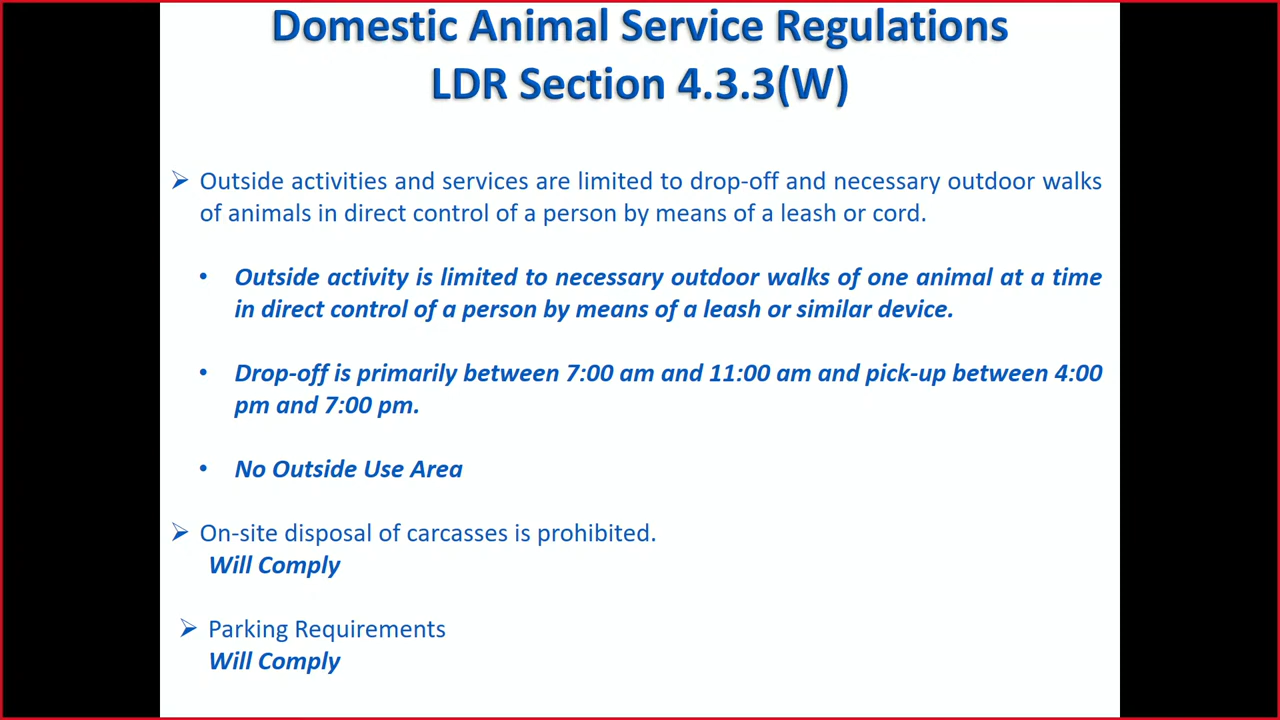 Domestic Animal Service Regulations
LDR Section 4.3.3(W)
➢ Outside activities and services are limited to drop-off and necessary outdoor walks
of animals in direct control of a person by means of a leash or cord.
• Outside activity is limited to necessary outdoor walks of one animal at a time
in direct control of a person by means of a leash or similar device.
• Drop-off is primarily between 7:00 am and 11:00 am and pick-up between 4:00
pm and 7:00 pm.
• No Outside Use Area
➢ On-site disposal of carcasses is prohibited.
Will Comply
➢ Parking Requirements
Will Comply